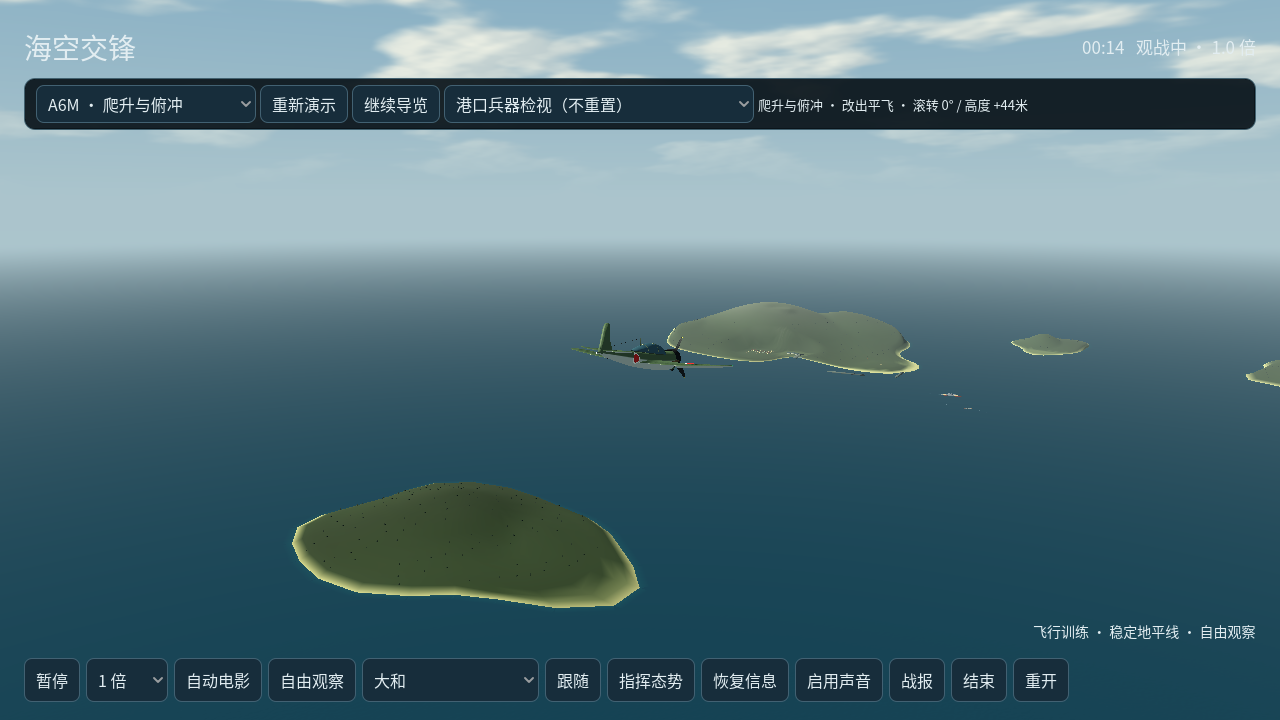 海空交锋
00:14 观战中 · 1.0 倍
A6M · 爬升与俯冲 重新演示 继续导览 港口兵器检视（不重置） 爬升与俯冲 · 改出平飞 · 滚转 0° / 高度 +44米
飞行训练 · 稳定地平线 · 自由观察
暂停 1 倍 自动电影 自由观察 大和 跟随 指挥态势 恢复信息 启用声音 战报 结束 重开